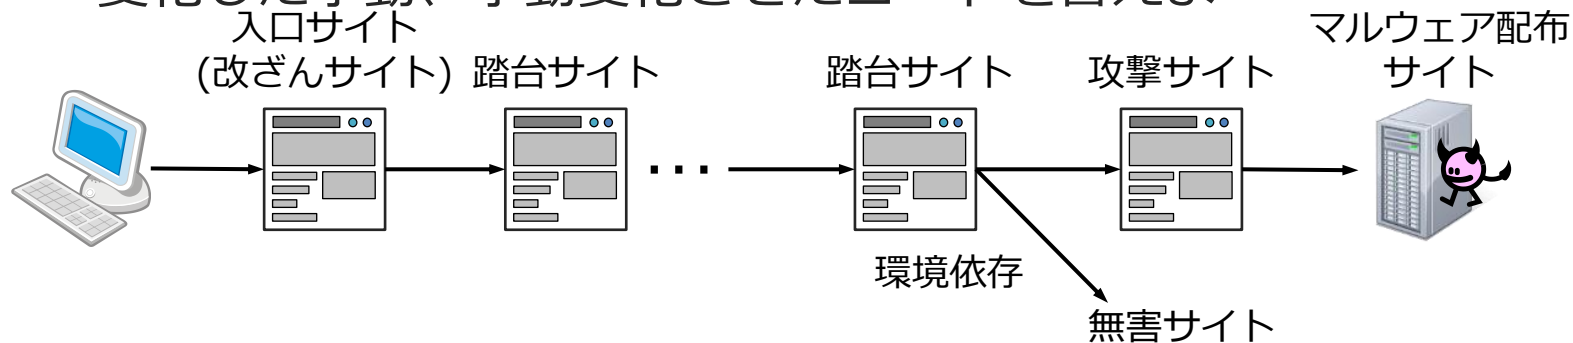 入口サイト
(改ざんサイト)
踏台サイト
・・・
踏台サイト
攻撃サイト
マルウェア配布
サイト
環境依存
無害サイト